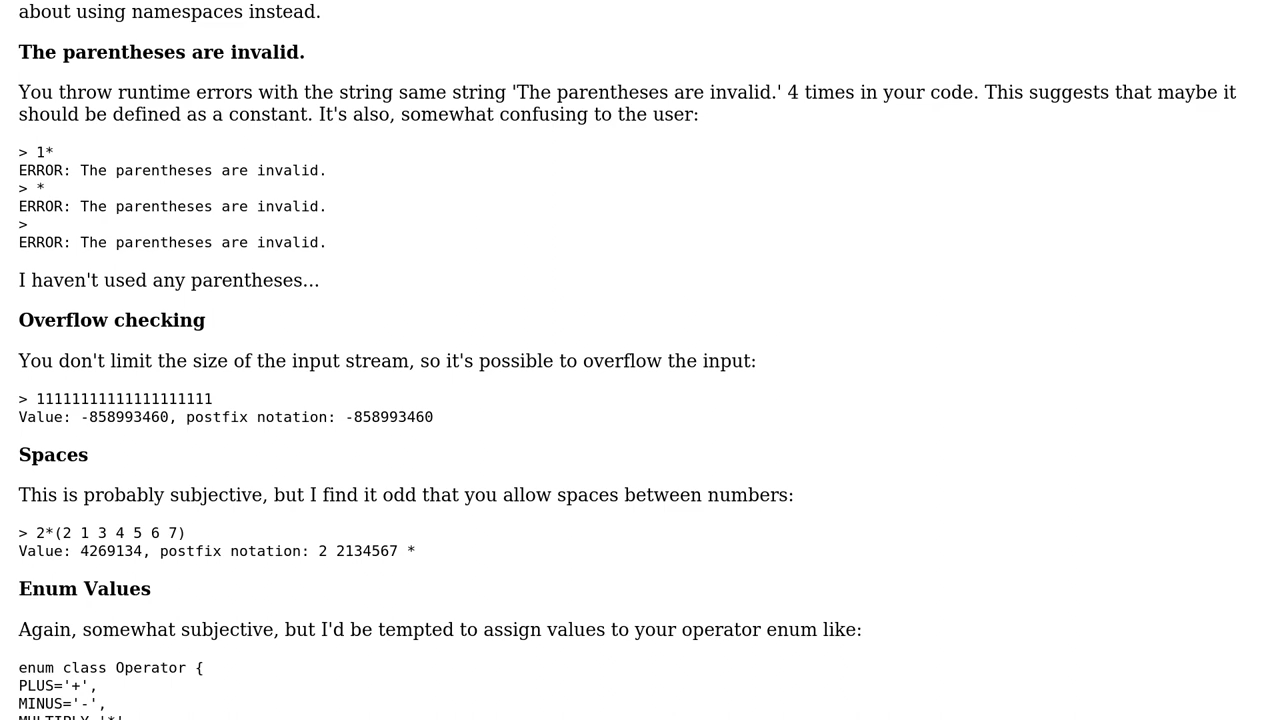 about using namespaces instead.
The parentheses are invalid.
You throw runtime errors with the string same string 'The parentheses are invalid.' 4 times in your code. This suggests that maybe it
should be defined as a constant. It's also, somewhat confusing to the user:
> 1*
ERROR: The parentheses are invalid.
> *
ERROR: The parentheses are invalid.
>
ERROR: The parentheses are invalid.
I haven't used any parentheses...
Overflow checking
You don't limit the size of the input stream, so it's possible to overflow the input:
> 11111111111111111111
Value: -858993460, postfix notation: -858993460
Spaces
This is probably subjective, but I find it odd that you allow spaces between numbers:
> 2*(2 1 3 4 5 6 7)
Value: 4269134, postfix notation: 2 2134567 *
Enum Values
Again, somewhat subjective, but I'd be tempted to assign values to your operator enum like:
enum class Operator {
PLUS='+',
MINUS='-',
MULTIPLY='*',